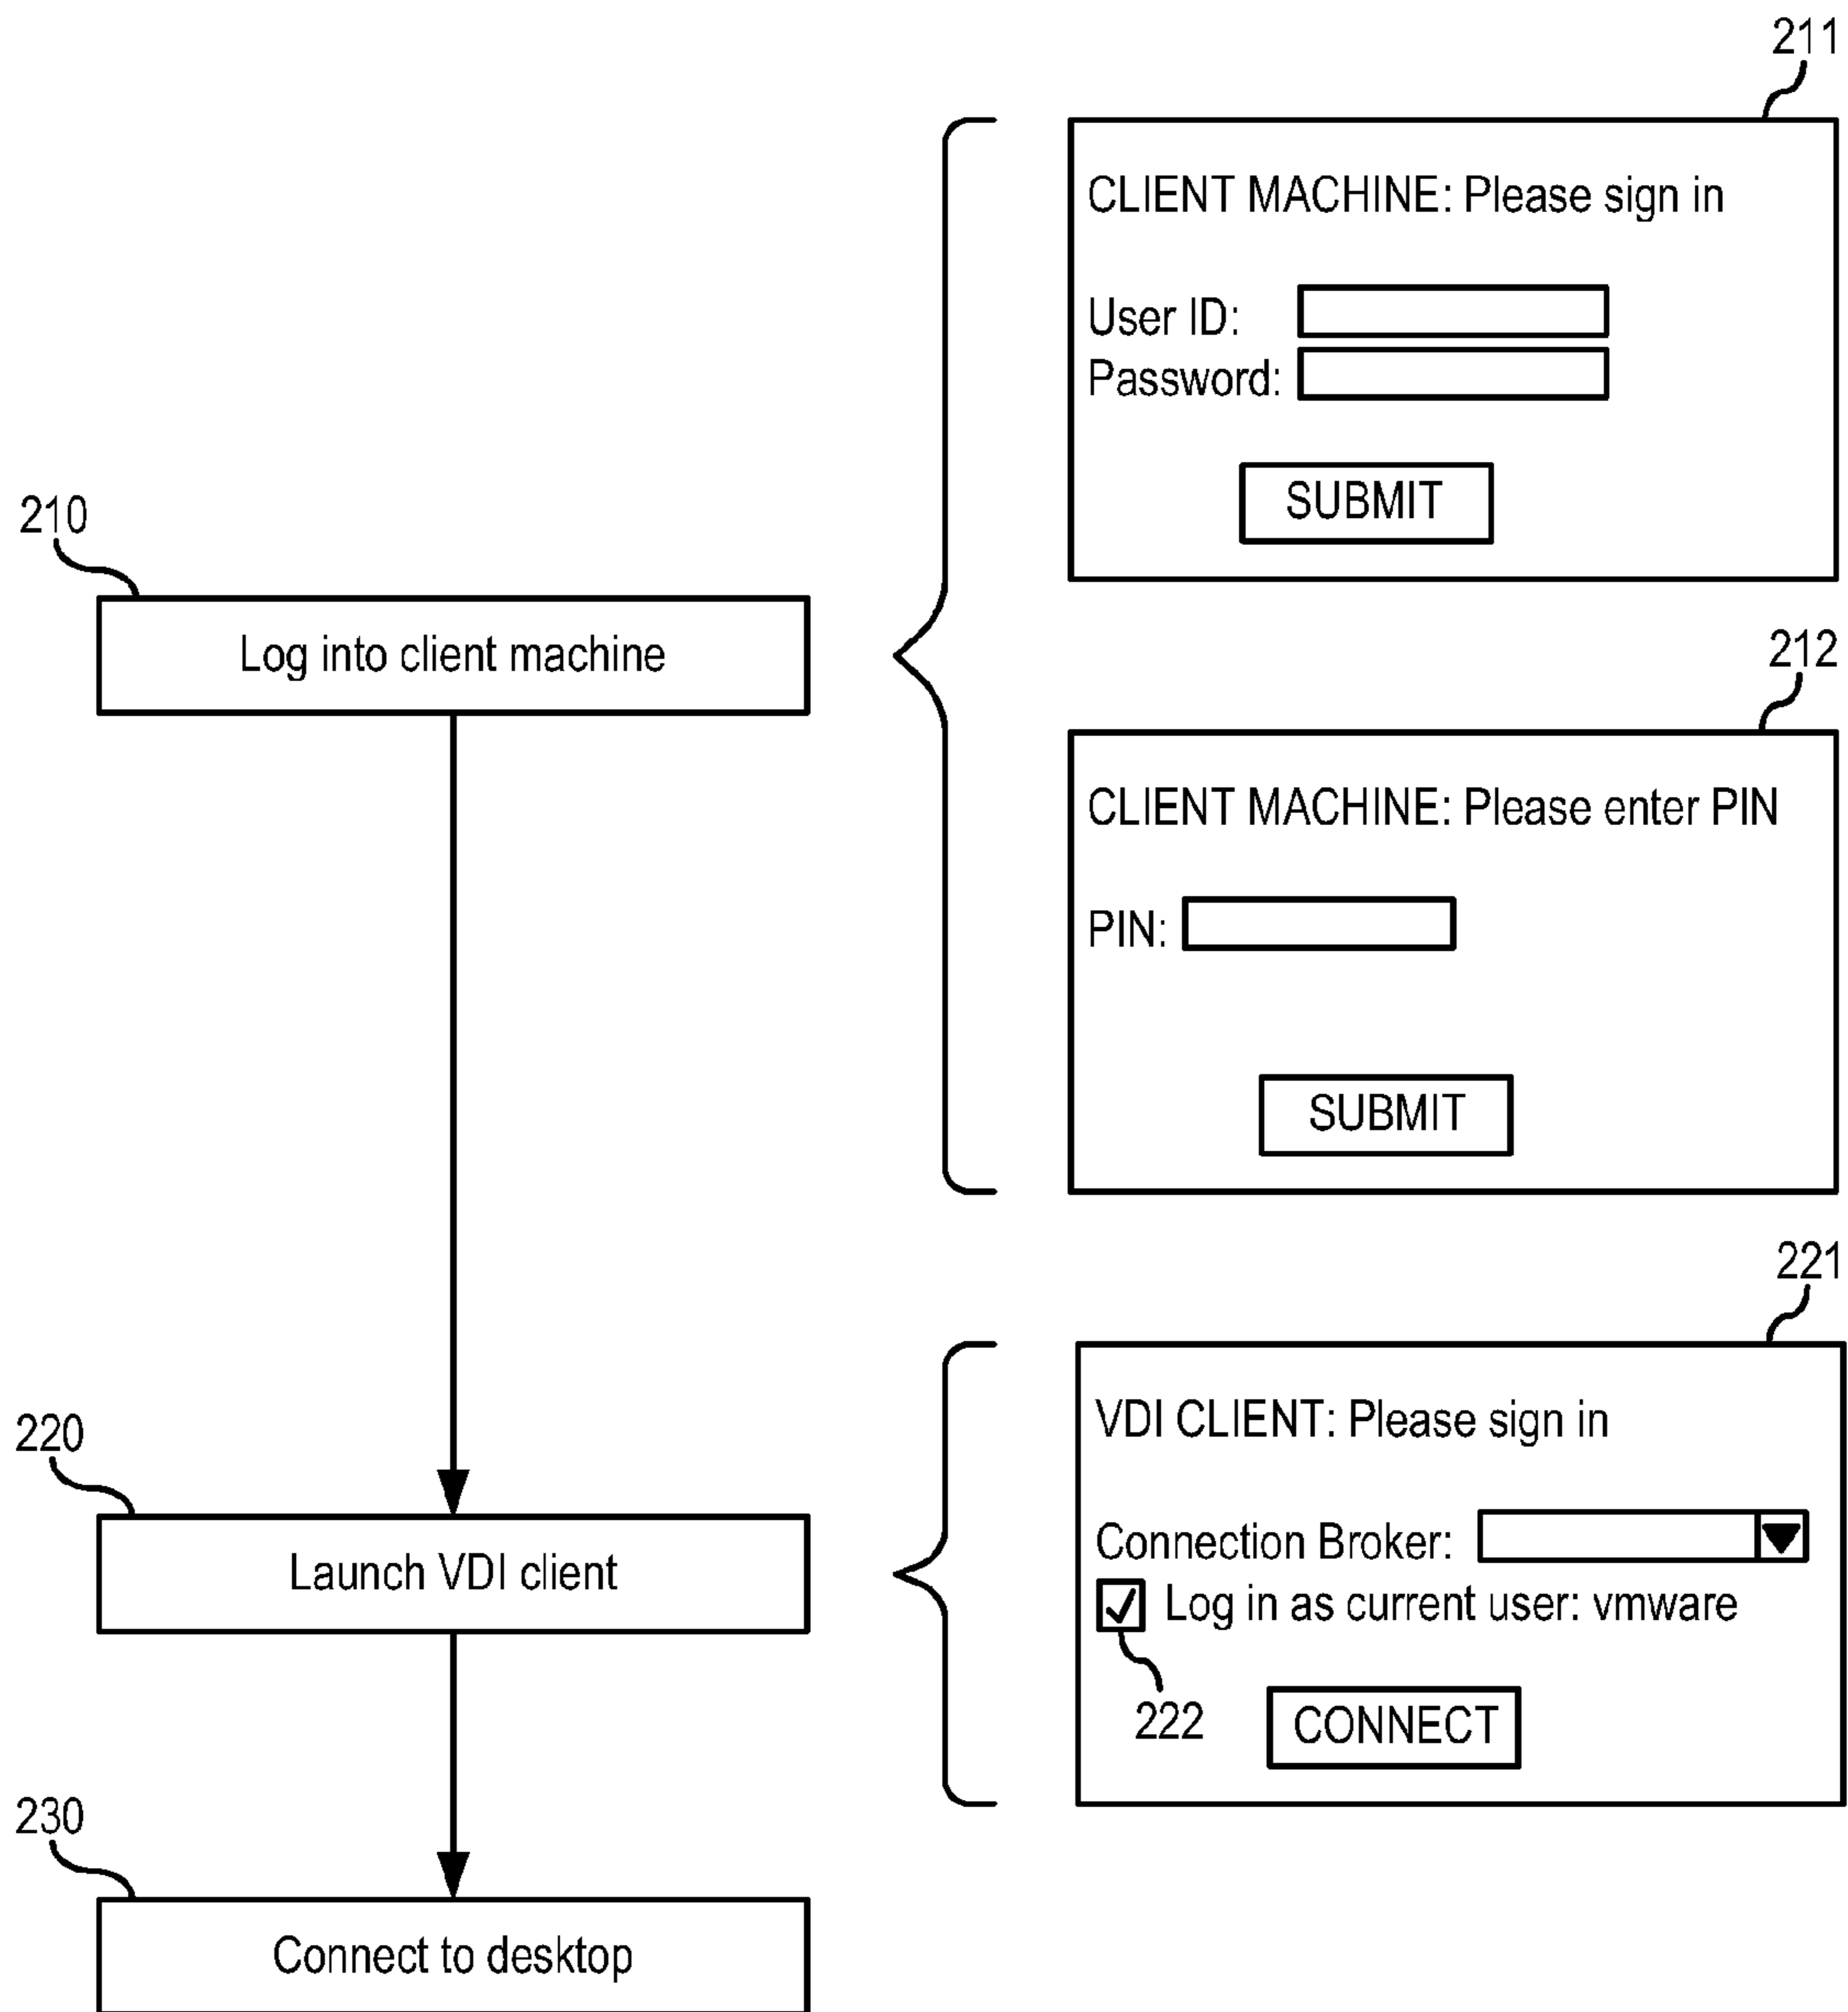 211
CLIENT MACHINE: Please sign in
User ID:
Password:
SUBMIT
210
Log into client machine
212
CLIENT MACHINE: Please enter PIN
PIN:
SUBMIT
221
VDI CLIENT: Please sign in
220
Launch VDI client
Connection Broker:
Log in as current user: vmware
222
CONNECT
230
Connect to desktop